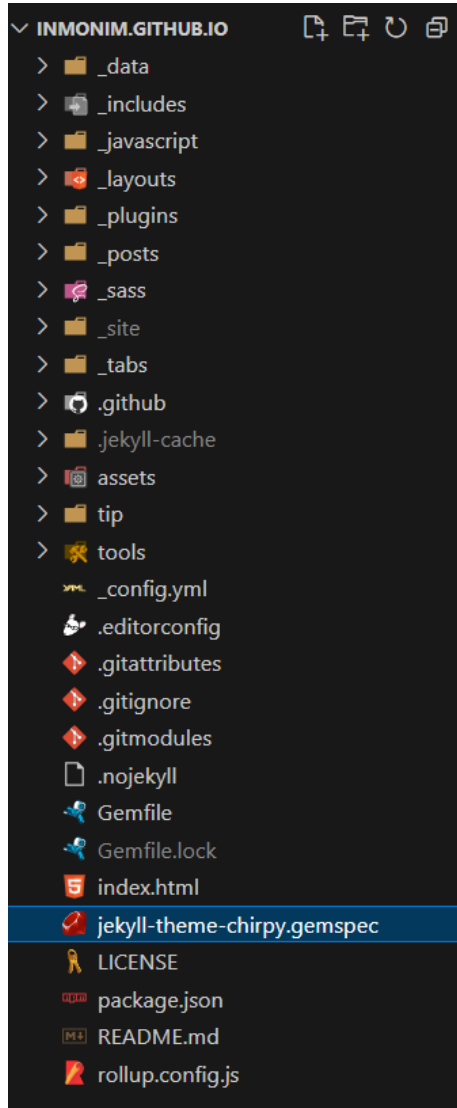 INMONIM.GITHUB.IO
_data
_includes
_javascript
_layouts
_plugins
_posts
_sass
_site
_tabs
.github
.jekyll-cache
assets
tip
tools
_config.yml
.editorconfig
.gitattributes
.gitignore
.gitmodules
.nojekyll
Gemfile
Gemfile.lock
index.html
jekyll-theme-chirpy.gemspec
LICENSE
package.json
README.md
rollup.config.js